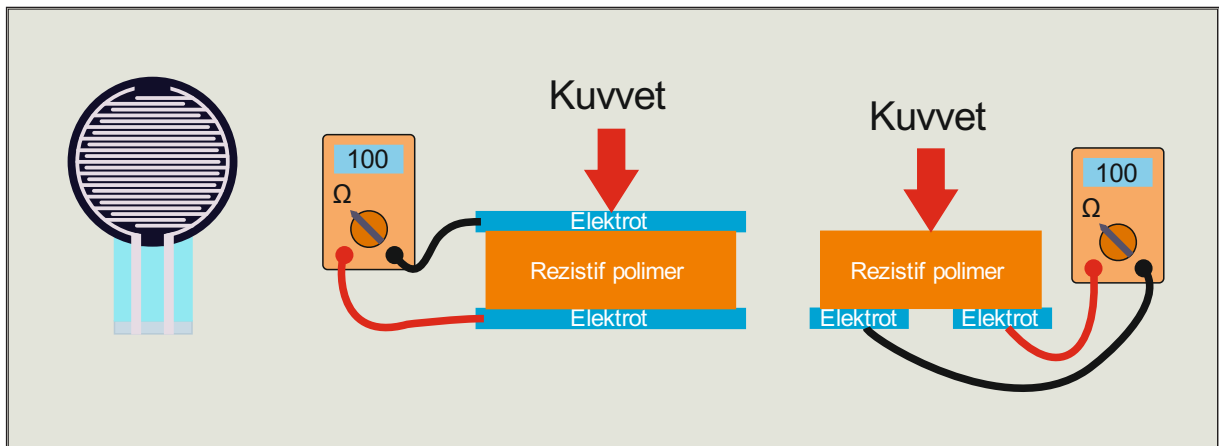 Kuvvet
100
Ω
Elektrot
Rezistif polimer
Elektrot
Kuvvet
100
Ω
Rezistif polimer
Elektrot Elektrot